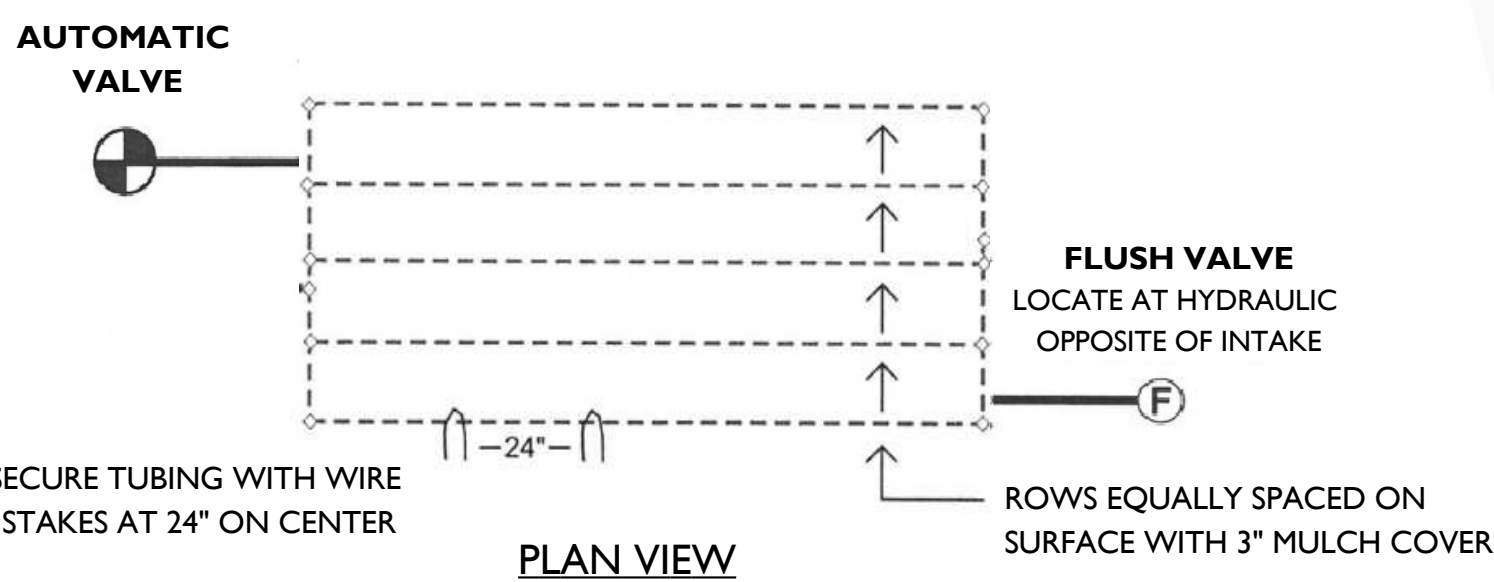 AUTOMATIC
VALVE
FLUSH VALVE
LOCATE AT HYDRAULIC
OPPOSITE OF INTAKE
F
—24"—
SECURE TUBING WITH WIRE
STAKES AT 24" ON CENTER
ROWS EQUALLY SPACED ON
SURFACE WITH 3" MULCH COVER
PLAN VIEW